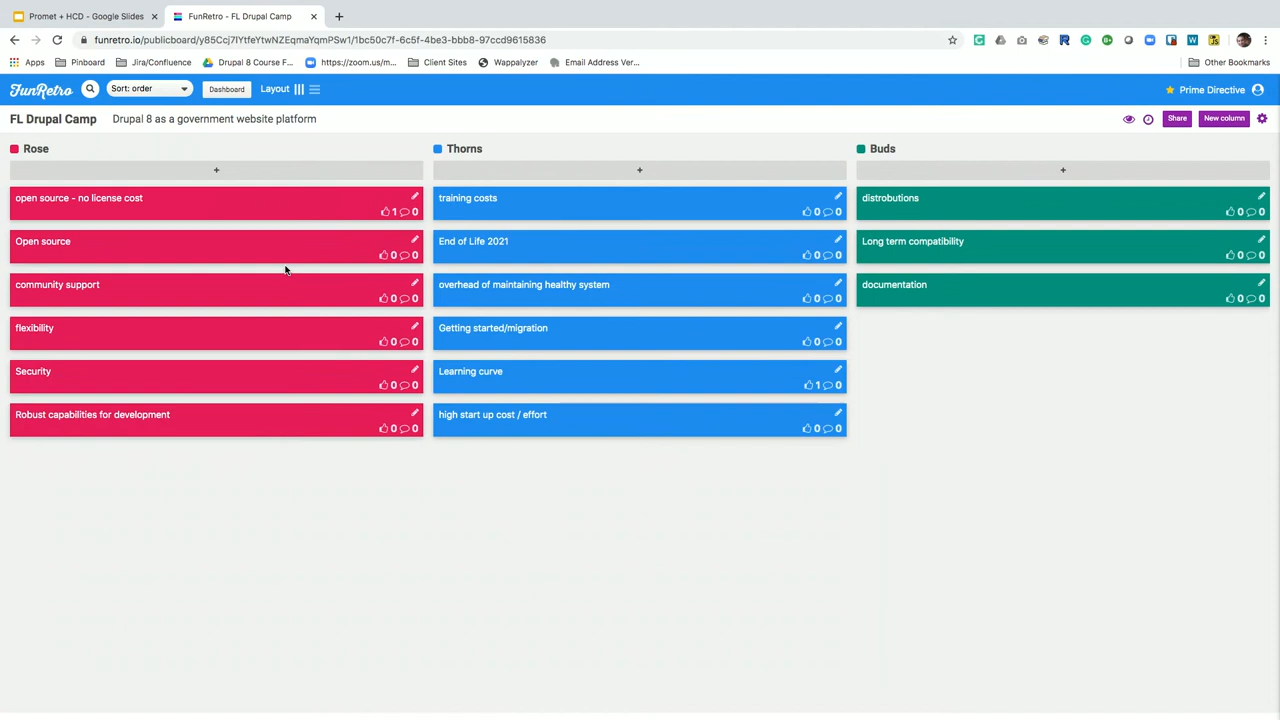 Promet + HCD - Google Slides
FunRetro - FL Drupal Camp
funretro.io/publicboard/y85Ccj7IYtfeYtwNZEqmaYqmPSw1/1bc50c7f-6c5f-4be3-bbb8-97ccd9615836
Apps Pinboard Jira/Confluence Drupal 8 Course F... https://zoom.us/m... Client Sites Wappalyzer Email Address Ver... Other Bookmarks
FunRetro Sort: order Dashboard Layout Prime Directive
FL Drupal Camp Drupal 8 as a government website platform Share New column
Rose
+
open source - no license cost
1 0
Open source
0 0
community support
0 0
flexibility
0 0
Security
0 0
Robust capabilities for development
0 0
Thorns
+
training costs
0 0
End of Life 2021
0 0
overhead of maintaining healthy system
0 0
Getting started/migration
0 0
Learning curve
1 0
high start up cost / effort
0 0
Buds
+
distrobutions
0 0
Long term compatibility
0 0
documentation
0 0